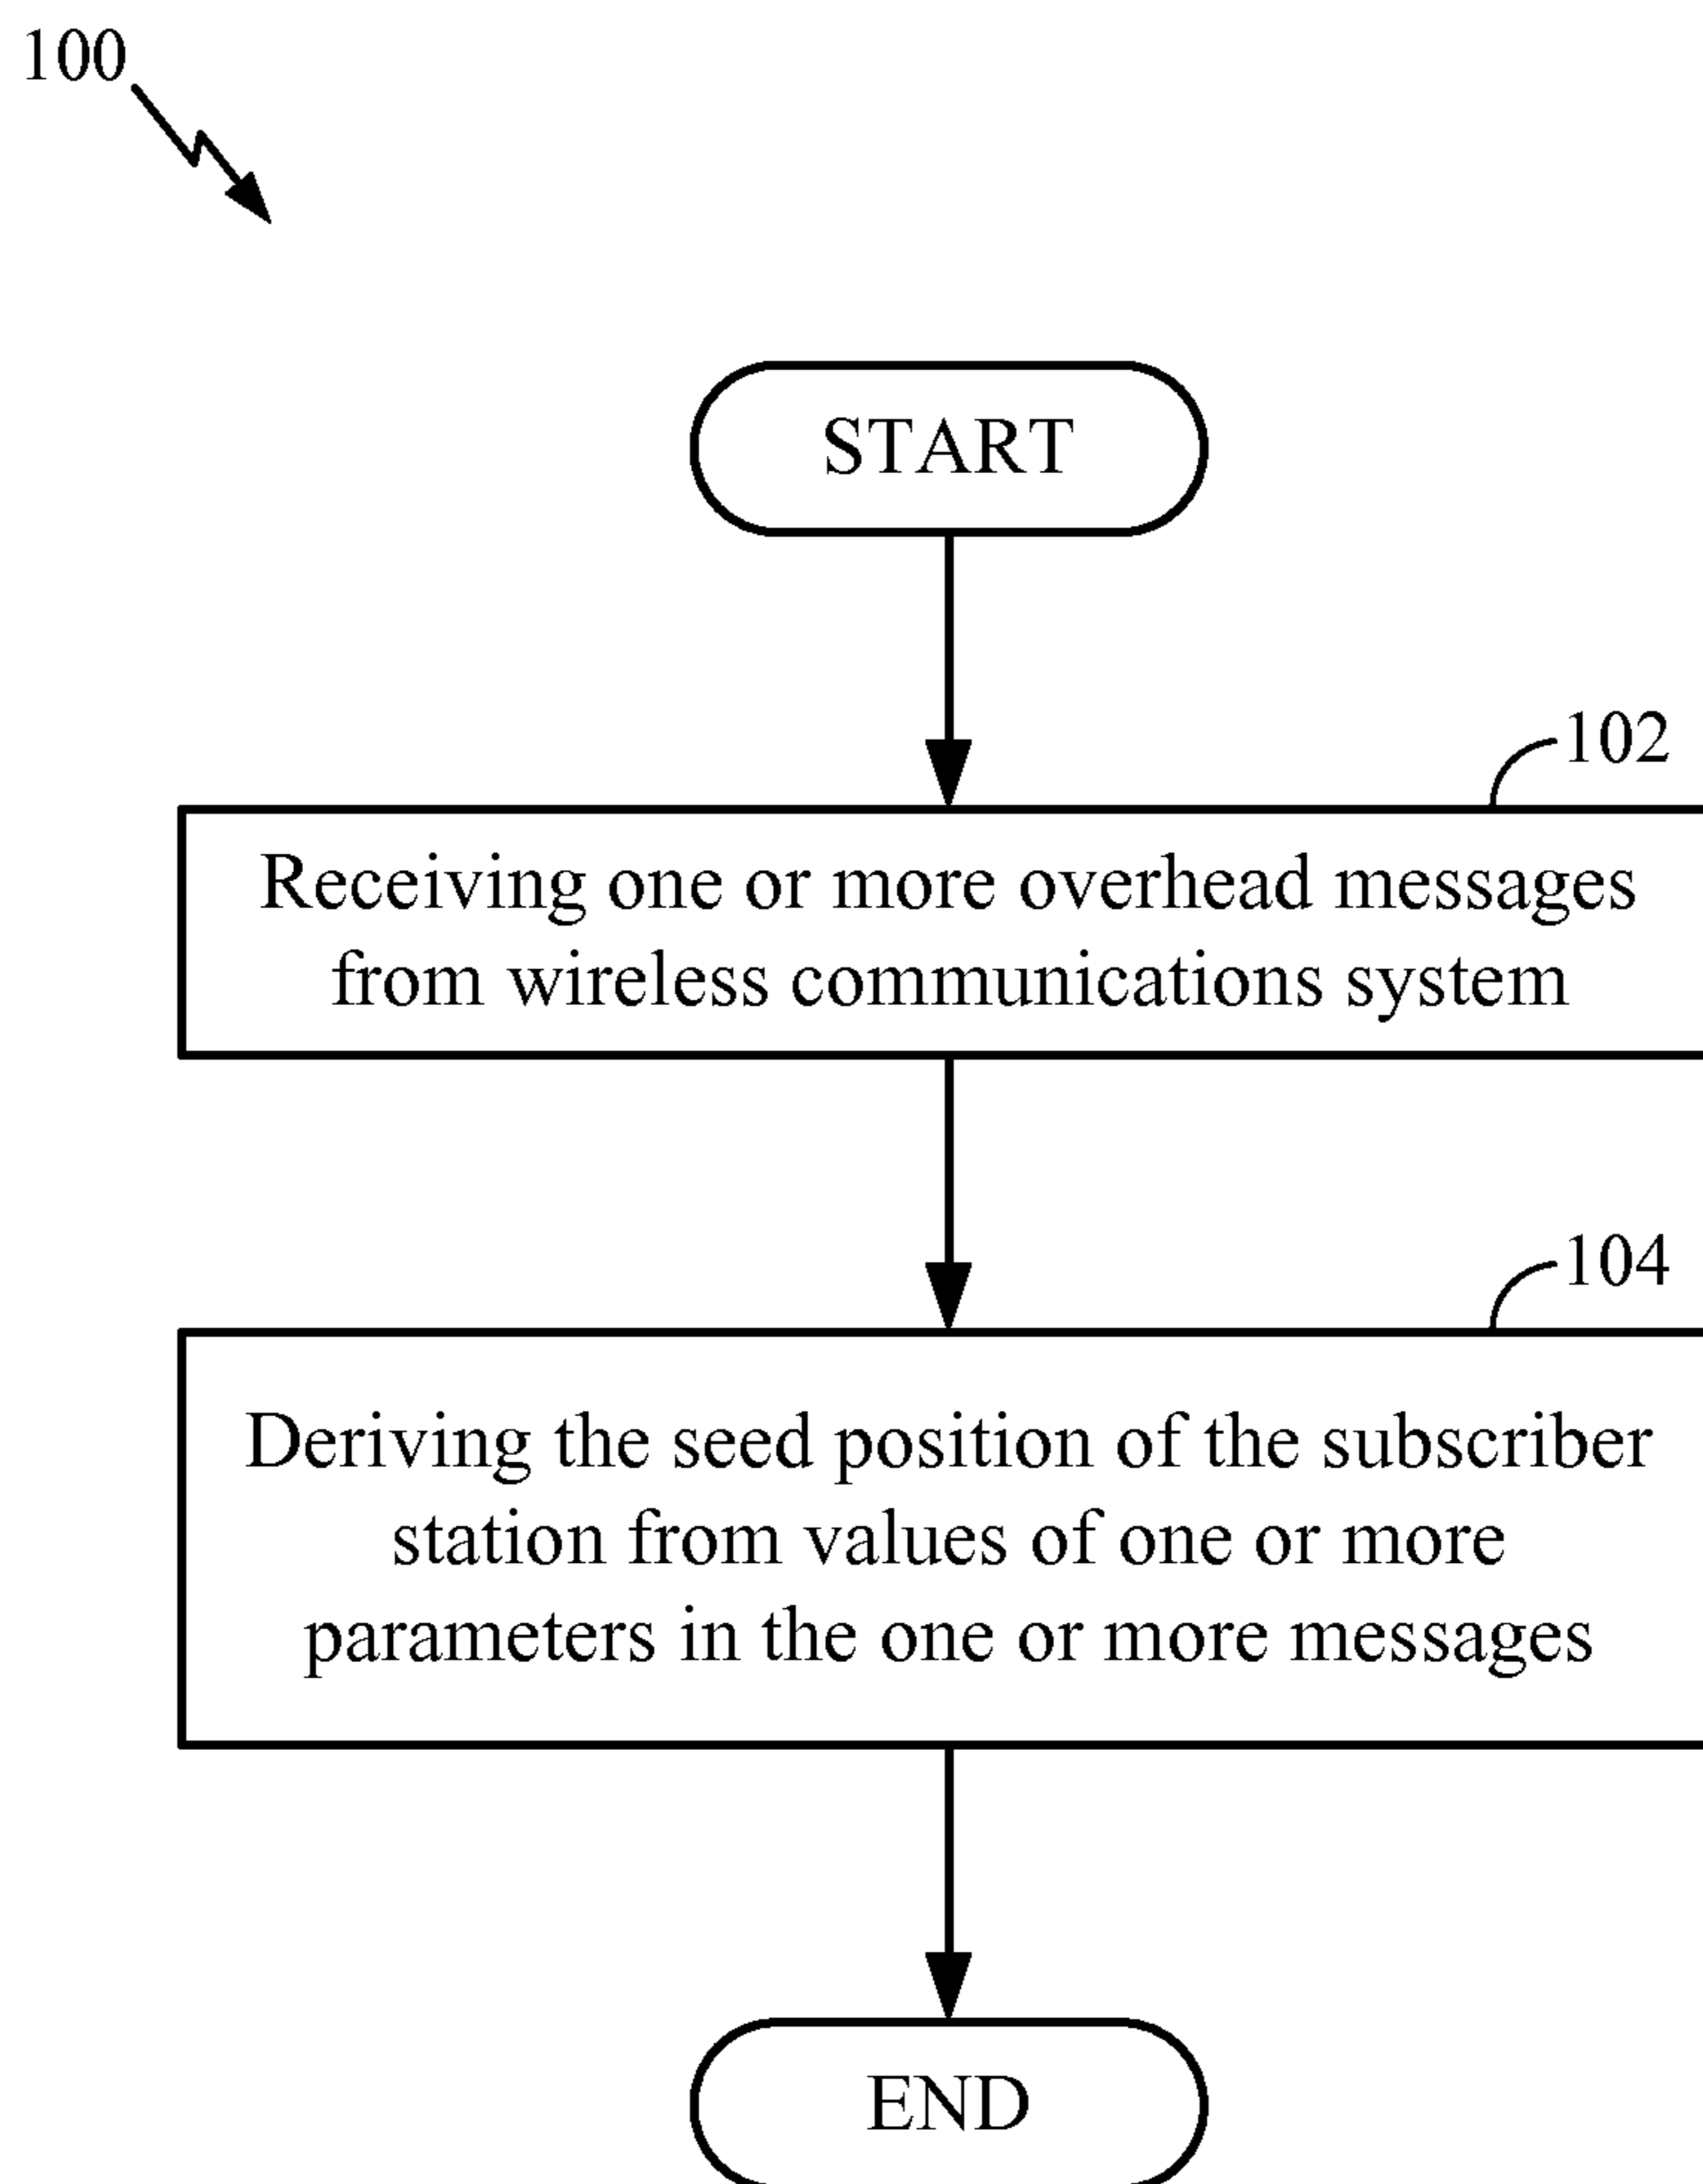 100
START
102
Receiving one or more overhead messages
from wireless communications system
104
Deriving the seed position of the subscriber
station from values of one or more
parameters in the one or more messages
END